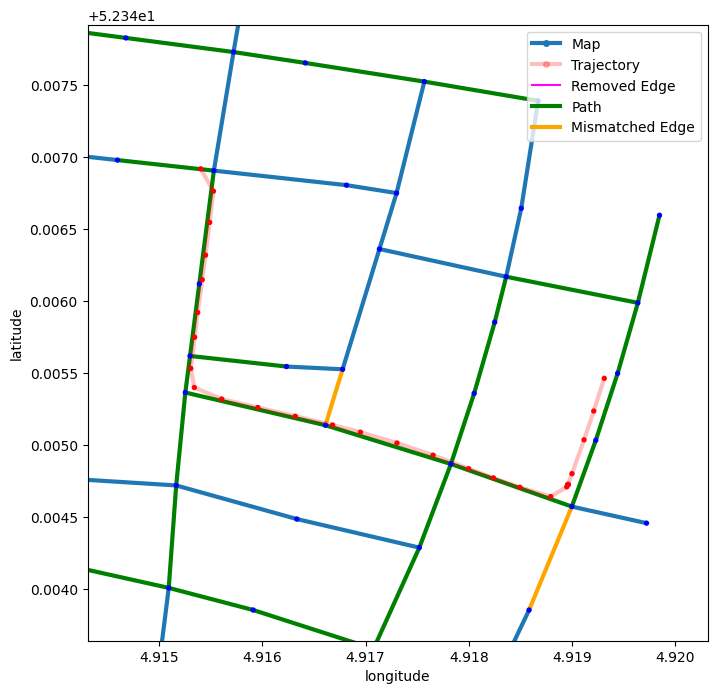 +5.234e1
Map
Trajectory
Removed Edge
Path
Mismatched Edge
0.0075
0.0070
0.0065
0.0060
0.0055
0.0050
0.0045
0.0040
latitude
4.915 4.916 4.917 4.918 4.919 4.920
longitude